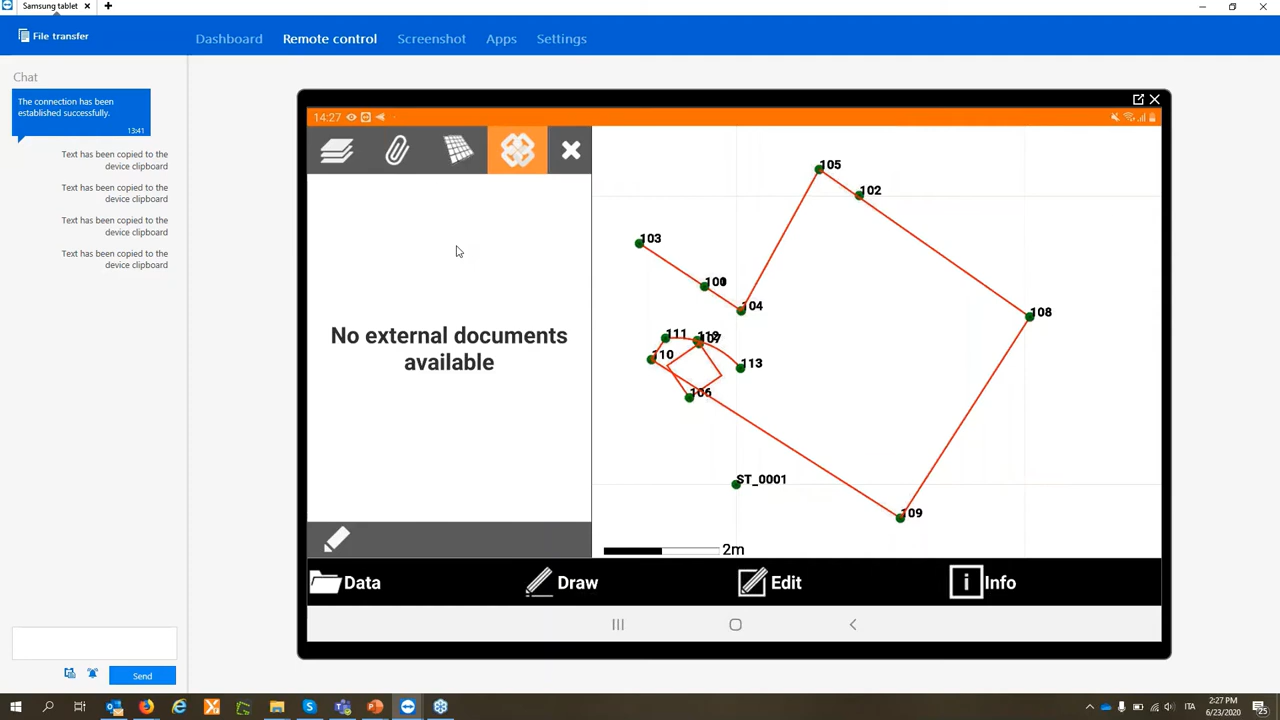 Samsung tablet
File transfer
Dashboard
Remote control
Screenshot
Apps
Settings
Chat
The connection has been
established successfully.
13:41
Text has been copied to the
device clipboard
Text has been copied to the
device clipboard
Text has been copied to the
device clipboard
Text has been copied to the
device clipboard
Send
14:27
No external documents
available
105
102
103
104
108
111
107
110
113
106
ST_0001
109
2m
Data
Draw
Edit
i Info
ITA
2:27 PM
6/23/2020
25